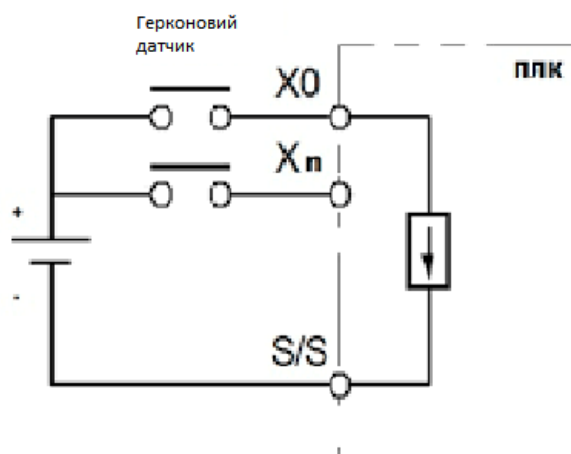 Герконовий
датчик
ПЛК
X0
Xn
+
-
S/S